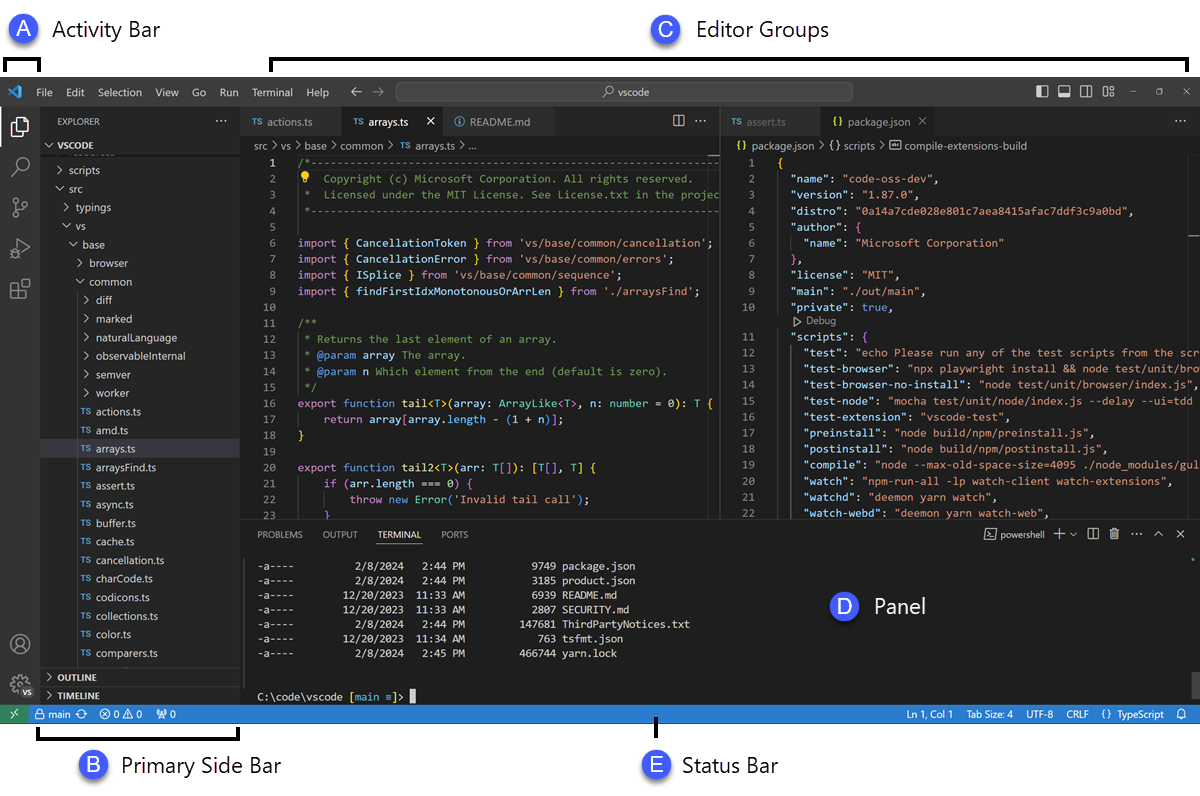 A Activity Bar
C Editor Groups
File Edit Selection View Go Run Terminal Help
vscode
EXPLORER
VSCODE
scripts
src
typings
vs
base
browser
common
diff
marked
naturalLanguage
observableInternal
semver
worker
TS actions.ts
TS amd.ts
TS arrays.ts
TS arraysFind.ts
TS assert.ts
TS async.ts
TS buffer.ts
TS cache.ts
TS cancellation.ts
TS charCode.ts
TS codicons.ts
TS collections.ts
TS color.ts
TS comparers.ts
OUTLINE
TIMELINE
VS
TS actions.ts TS arrays.ts README.md
src > vs > base > common > TS arrays.ts > ...
1 /*---------------------------------------------------------------
2 Copyright (c) Microsoft Corporation. All rights reserved.
3 * Licensed under the MIT License. See License.txt in the projec
4 *---------------------------------------------------------------
5
6 import { CancellationToken } from 'vs/base/common/cancellation';
7 import { CancellationError } from 'vs/base/common/errors';
8 import { ISplice } from 'vs/base/common/sequence';
9 import { findFirstIdxMonotonousOrArrLen } from './arraysFind';
10
11 /**
12 * Returns the last element of an array.
13 * @param array The array.
14 * @param n Which element from the end (default is zero).
15 */
16 export function tail<T>(array: ArrayLike<T>, n: number = 0): T {
17 return array[array.length - (1 + n)];
18 }
19
20 export function tail2<T>(arr: T[]): [T[], T] {
21 if (arr.length === 0) {
22 throw new Error('Invalid tail call');
23 }
TS assert.ts {} package.json
{} package.json > {} scripts > compile-extensions-build
1 {
2 "name": "code-oss-dev",
3 "version": "1.87.0",
4 "distro": "0a14a7cde028e801c7aea8415afac7ddf3c9a0bd",
5 "author": {
6 "name": "Microsoft Corporation"
7 },
8 "license": "MIT",
9 "main": "./out/main",
10 "private": true,
Debug
11 "scripts": {
12 "test": "echo Please run any of the test scripts from the scr
13 "test-browser": "npx playwright install && node test/unit/bro
14 "test-browser-no-install": "node test/unit/browser/index.js",
15 "test-node": "mocha test/unit/node/index.js --delay --ui=tdd
16 "test-extension": "vscode-test",
17 "preinstall": "node build/npm/preinstall.js",
18 "postinstall": "node build/npm/postinstall.js",
19 "compile": "node --max-old-space-size=4095 ./node_modules/gul
20 "watch": "npm-run-all -lp watch-client watch-extensions",
21 "watchd": "deemon yarn watch",
22 "watch-webd": "deemon yarn watch-web",
PROBLEMS OUTPUT TERMINAL PORTS powershell
-a---- 2/8/2024 2:44 PM 9749 package.json
-a---- 2/8/2024 2:44 PM 3185 product.json
-a---- 12/20/2023 11:33 AM 6939 README.md
-a---- 12/20/2023 11:33 AM 2807 SECURITY.md
-a---- 2/8/2024 2:44 PM 147681 ThirdPartyNotices.txt
-a---- 12/20/2023 11:34 AM 763 tsfmt.json
-a---- 2/8/2024 2:45 PM 466744 yarn.lock
C:\code\vscode [main ≡]>
D Panel
main 0 0 0 Ln 1, Col 1 Tab Size: 4 UTF-8 CRLF {} TypeScript
B Primary Side Bar
E Status Bar